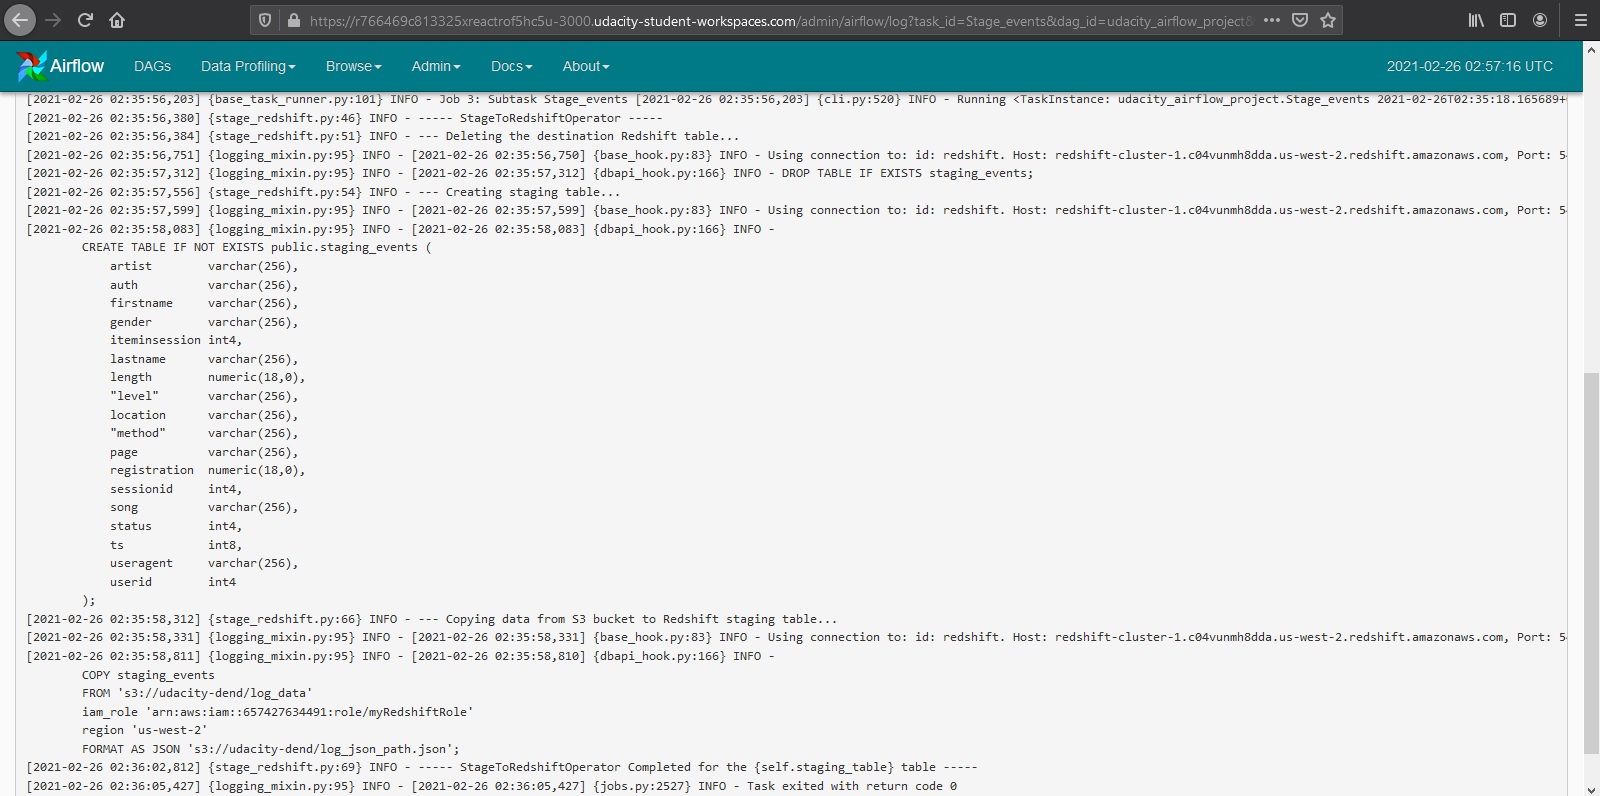 https://r766469c813325xreactrof5hc5u-3000.udacity-student-workspaces.com/admin/airflow/log?task_id=Stage_events&dag_id=udacity_airflow_project&
Airflow DAGs Data Profiling Browse Admin Docs About 2021-02-26 02:57:16 UTC
[2021-02-26 02:35:56,203] {base_task_runner.py:101} INFO - Job 3: Subtask Stage_events [2021-02-26 02:35:56,203] {cli.py:520} INFO - Running <TaskInstance: udacity_airflow_project.Stage_events 2021-02-26T02:35:18.165689+
[2021-02-26 02:35:56,380] {stage_redshift.py:46} INFO - ----- StageToRedshiftOperator -----
[2021-02-26 02:35:56,384] {stage_redshift.py:51} INFO - --- Deleting the destination Redshift table...
[2021-02-26 02:35:56,751] {logging_mixin.py:95} INFO - [2021-02-26 02:35:56,750] {base_hook.py:83} INFO - Using connection to: id: redshift. Host: redshift-cluster-1.c04vunmh8dda.us-west-2.redshift.amazonaws.com, Port: 54
[2021-02-26 02:35:57,312] {logging_mixin.py:95} INFO - [2021-02-26 02:35:57,312] {dbapi_hook.py:166} INFO - DROP TABLE IF EXISTS staging_events;
[2021-02-26 02:35:57,556] {stage_redshift.py:54} INFO - --- Creating staging table...
[2021-02-26 02:35:57,599] {logging_mixin.py:95} INFO - [2021-02-26 02:35:57,599] {base_hook.py:83} INFO - Using connection to: id: redshift. Host: redshift-cluster-1.c04vunmh8dda.us-west-2.redshift.amazonaws.com, Port: 54
[2021-02-26 02:35:58,083] {logging_mixin.py:95} INFO - [2021-02-26 02:35:58,083] {dbapi_hook.py:166} INFO -
CREATE TABLE IF NOT EXISTS public.staging_events (
artist varchar(256),
auth varchar(256),
firstname varchar(256),
gender varchar(256),
iteminsession int4,
lastname varchar(256),
length numeric(18,0),
"level" varchar(256),
location varchar(256),
"method" varchar(256),
page varchar(256),
registration numeric(18,0),
sessionid int4,
song varchar(256),
status int4,
ts int8,
useragent varchar(256),
userid int4
);
[2021-02-26 02:35:58,312] {stage_redshift.py:66} INFO - --- Copying data from S3 bucket to Redshift staging table...
[2021-02-26 02:35:58,331] {logging_mixin.py:95} INFO - [2021-02-26 02:35:58,331] {base_hook.py:83} INFO - Using connection to: id: redshift. Host: redshift-cluster-1.c04vunmh8dda.us-west-2.redshift.amazonaws.com, Port: 54
[2021-02-26 02:35:58,811] {logging_mixin.py:95} INFO - [2021-02-26 02:35:58,810] {dbapi_hook.py:166} INFO -
COPY staging_events
FROM 's3://udacity-dend/log_data'
iam_role 'arn:aws:iam::657427634491:role/myRedshiftRole'
region 'us-west-2'
FORMAT AS JSON 's3://udacity-dend/log_json_path.json';
[2021-02-26 02:36:02,812] {stage_redshift.py:69} INFO - ----- StageToRedshiftOperator Completed for the {self.staging_table} table -----
[2021-02-26 02:36:05,427] {logging_mixin.py:95} INFO - [2021-02-26 02:36:05,427] {jobs.py:2527} INFO - Task exited with return code 0